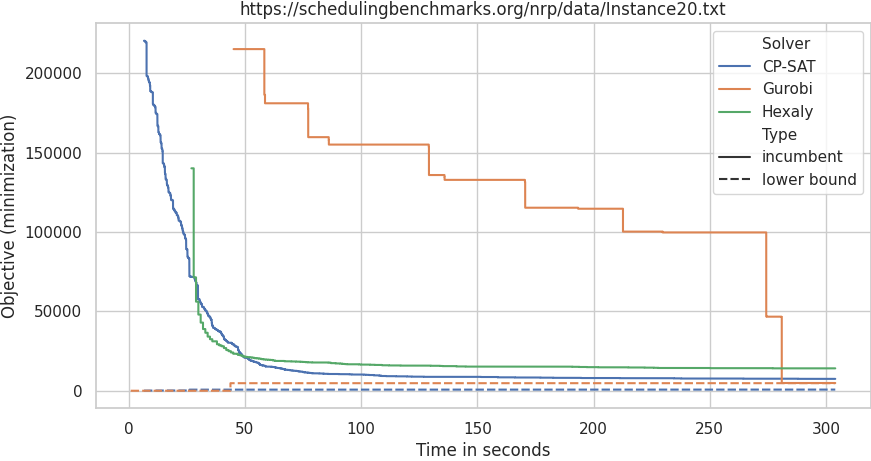 https://schedulingbenchmarks.org/nrp/data/Instance20.txt
Objective (minimization)
200000
150000
100000
50000
0
0 50 100 150 200 250 300
Time in seconds
Solver
CP-SAT
Gurobi
Hexaly
Type
incumbent
lower bound